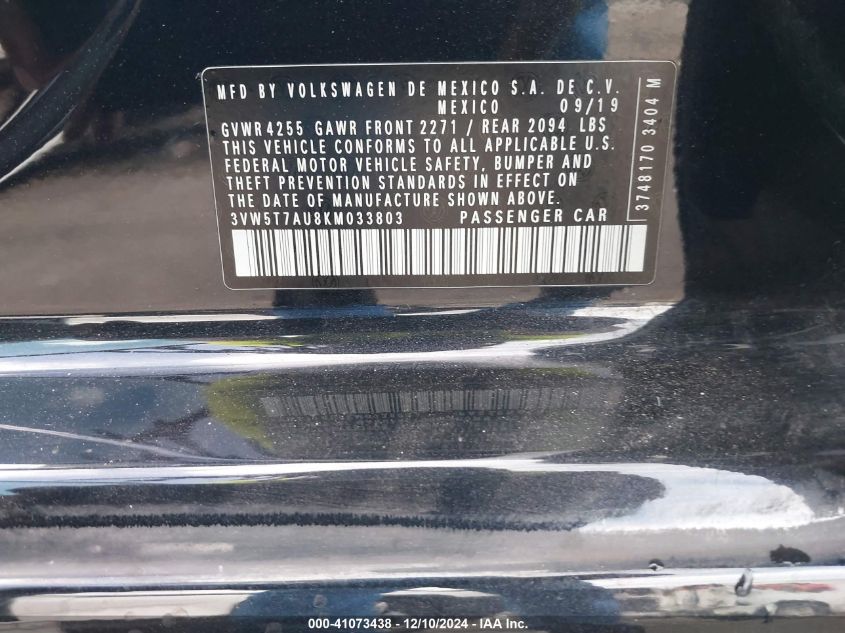 MFD BY VOLKSWAGEN DE MEXICO S.A. DE C.V.
MEXICO 09/19
GVWR 4255 GAWR FRONT 2271 / REAR 2094 LBS
THIS VEHICLE CONFORMS TO ALL APPLICABLE U.S.
FEDERAL MOTOR VEHICLE SAFETY, BUMPER AND
THEFT PREVENTION STANDARDS IN EFFECT ON
THE DATE OF MANUFACTURE SHOWN ABOVE.
3VW5T7AU8KM033803 PASSENGER CAR
3748170 3404 M
000-41073438 - 12/10/2024 - © IAA Inc.